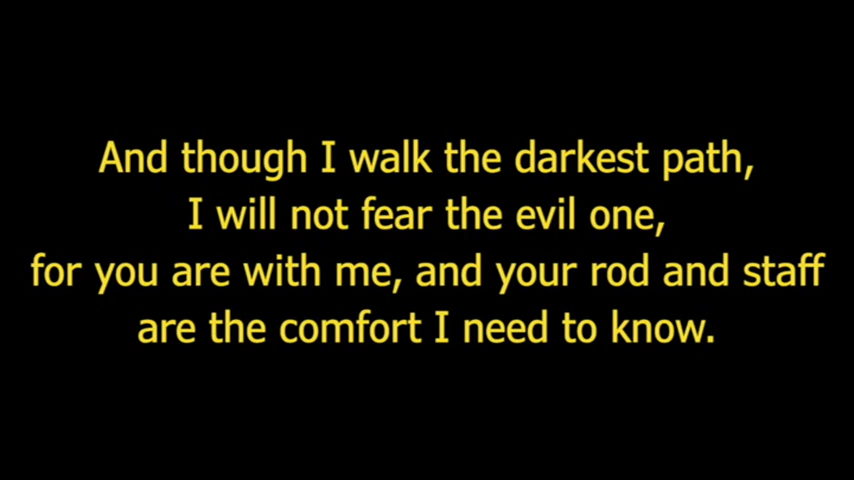 And though I walk the darkest path,
I will not fear the evil one,
for you are with me, and your rod and staff
are the comfort I need to know.